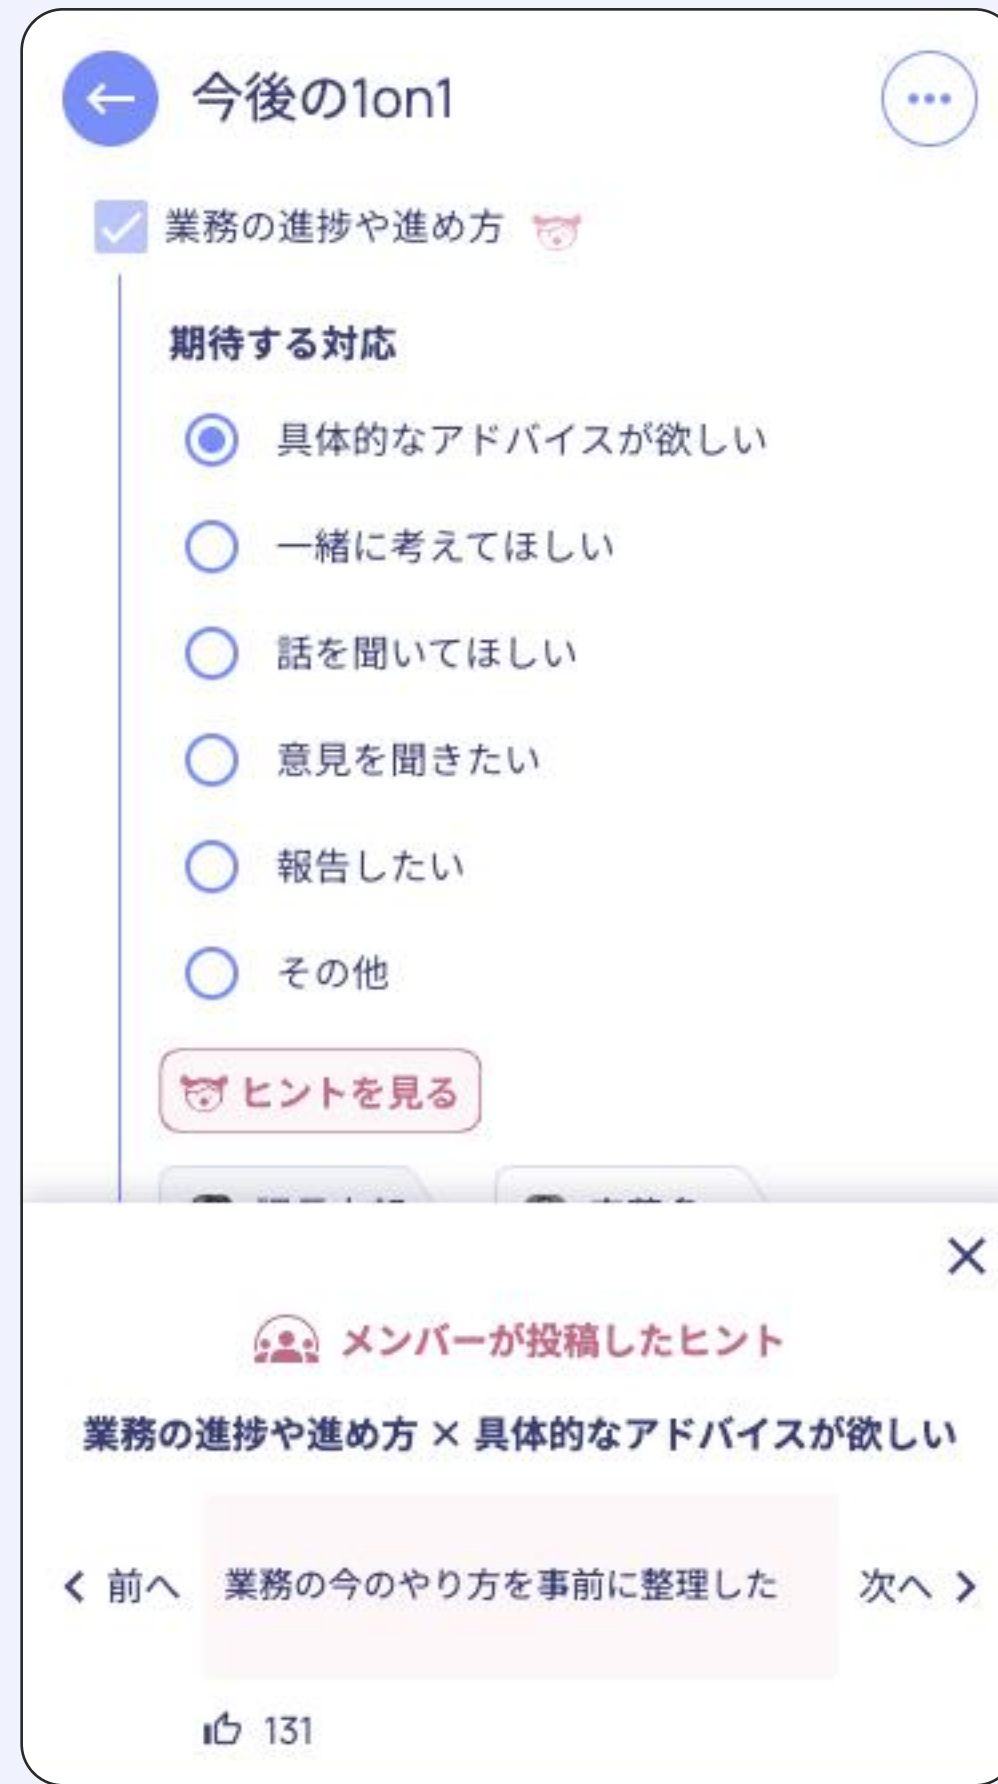 今後の1on1
業務の進捗や進め方
期待する対応
具体的なアドバイスが欲しい
一緒に考えてほしい
話を聞いてほしい
意見を聞きたい
報告したい
その他
ヒントを見る
メンバーが投稿したヒント
業務の進捗や進め方 × 具体的なアドバイスが欲しい
前へ 業務の今のやり方を事前に整理した 次へ
131